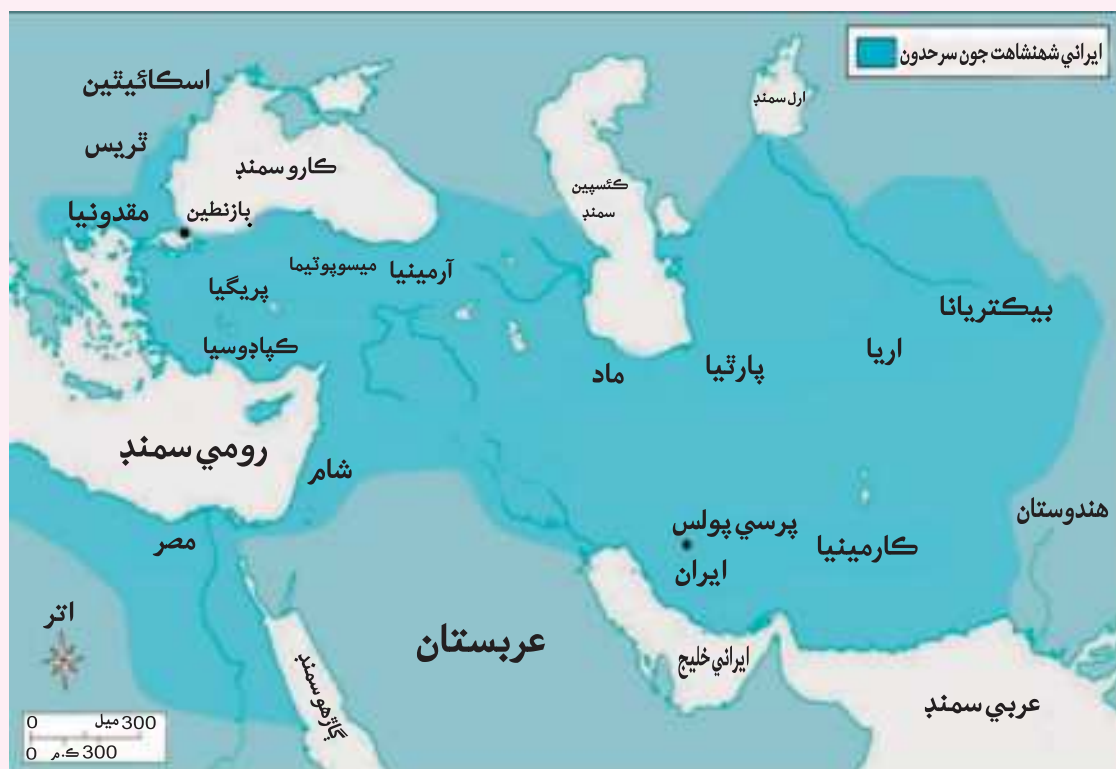 ايراني شهنشاهت جون سرحدون
اسڪائيٿين
ارل سمنڊ
ٿريس
ڪارو سمنڊ
ڪئسپين
سمنڊ
مقدونيا
بازنطين
ميسوپوٽيما
آرمينيا
پريگيا
بيڪتريانا
ڪپاڊوسيا
ماد
پارٿيا
اريا
رومي سمنڊ
شام
هندوستان
مصر
پرسي پولس
ڪارمينيا
ايران
اتر
عربستان
ايراني خليج
ڳاڙهو سمنڊ
عربي سمنڊ
0 300 ميل
0 300 ڪ.م